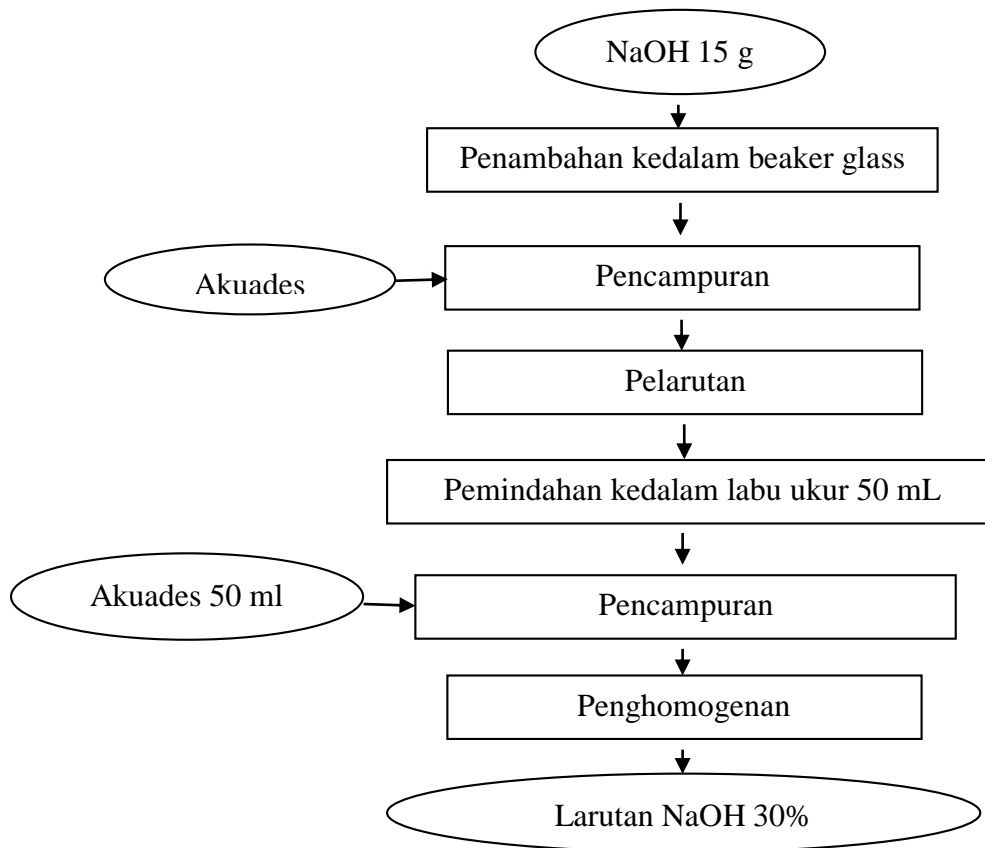 NaOH 15 g
Penambahan kedalam beaker glass
Akuades
Pencampuran
Pelarutan
Pemindahan kedalam labu ukur 50 mL
Akuades 50 ml
Pencampuran
Penghomogenan
Larutan NaOH 30%